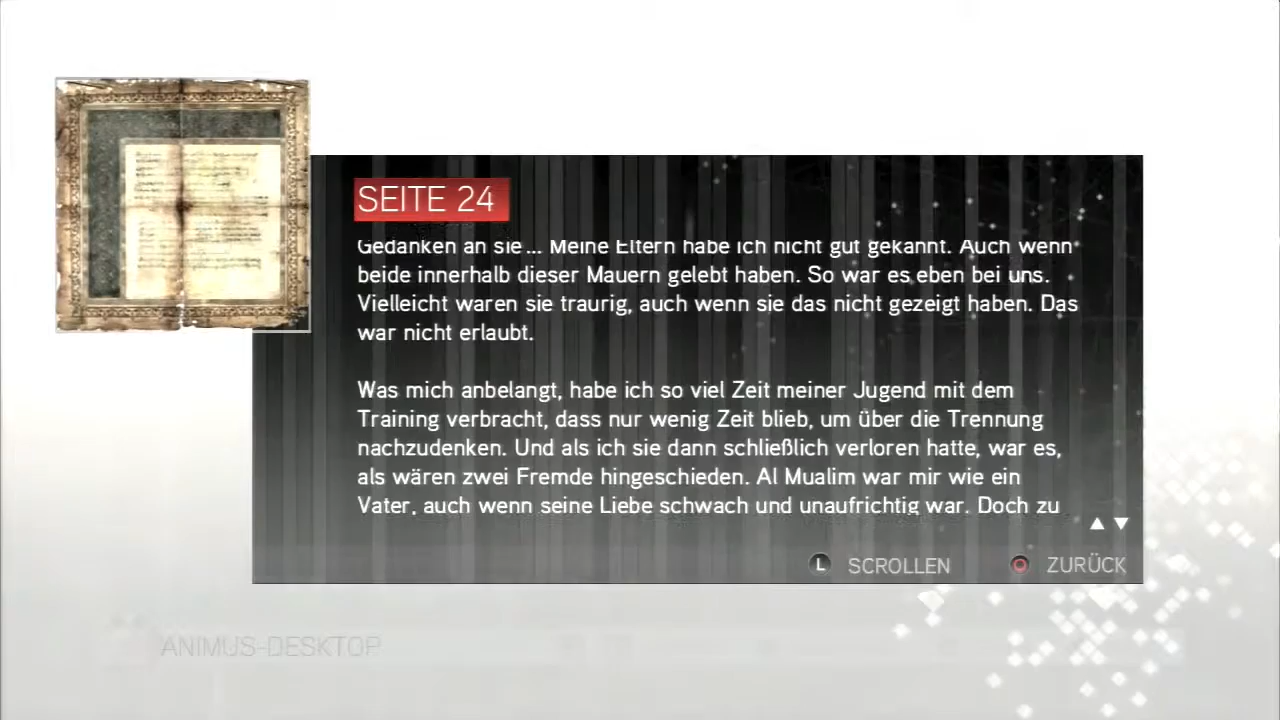 SEITE 24
Gedanken an sie... Meine Eltern habe ich nicht gut gekannt. Auch wenn
beide innerhalb dieser Mauern gelebt haben. So war es eben bei uns.
Vielleicht waren sie traurig, auch wenn sie das nicht gezeigt haben. Das
war nicht erlaubt.
Was mich anbelangt, habe ich so viel Zeit meiner Jugend mit dem
Training verbracht, dass nur wenig Zeit blieb, um über die Trennung
nachzudenken. Und als ich sie dann schließlich verloren hatte, war es,
als wären zwei Fremde hingeschieden. Al Mualim war mir wie ein
Vater, auch wenn seine Liebe schwach und unaufrichtig war. Doch zu
L SCROLLEN ZURÜCK
ANIMUS-DESKTOP